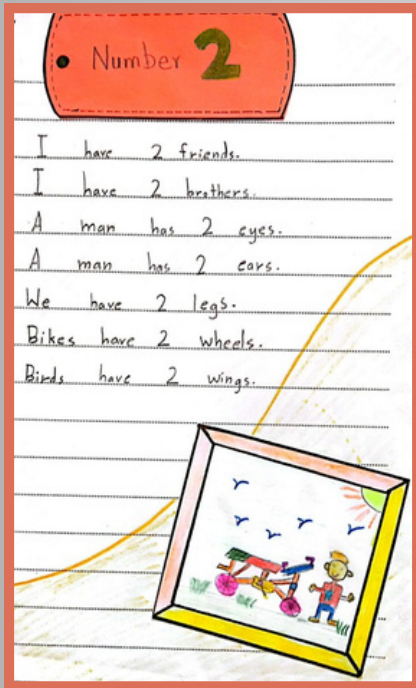 Number 2
I have 2 friends.
I have 2 brothers.
A man has 2 eyes.
A man has 2 ears.
We have 2 legs.
Bikes have 2 wheels.
Birds have 2 wings.